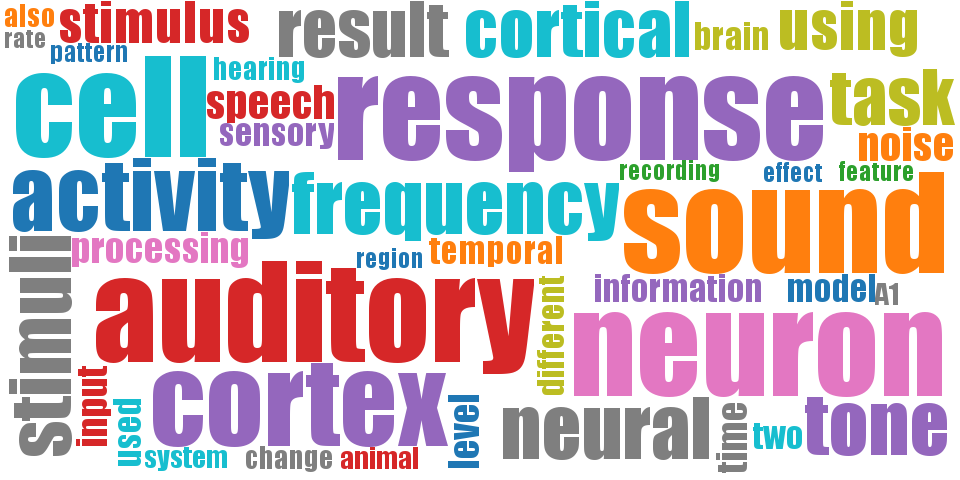 also
stimulus
result
cortical
brain
using
rate
pattern
hearing
cell
speech
response
task
sensory
noise
recording
effect
feature
activity
frequency
sound
stimuli
processing
region
temporal
auditory
different
information
model
A1
neuron
input
cortex
used
level
neural
time
two
tone
system
change
animal